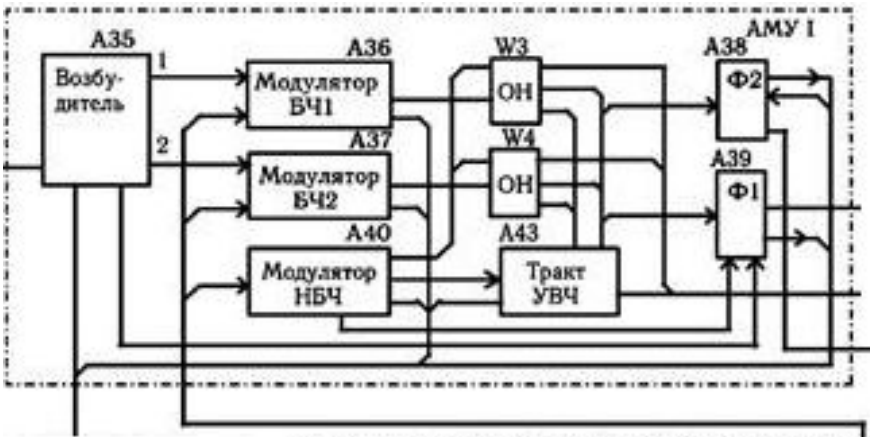 АМУ I
А35
1
А36
W3
А38
Возбу-
дитель
Модулятор
БЧ1
ОН
Ф2
2
А37
W4
А39
Модулятор
БЧ2
ОН
Ф1
А40
А43
Модулятор
НБЧ
Тракт
УВЧ